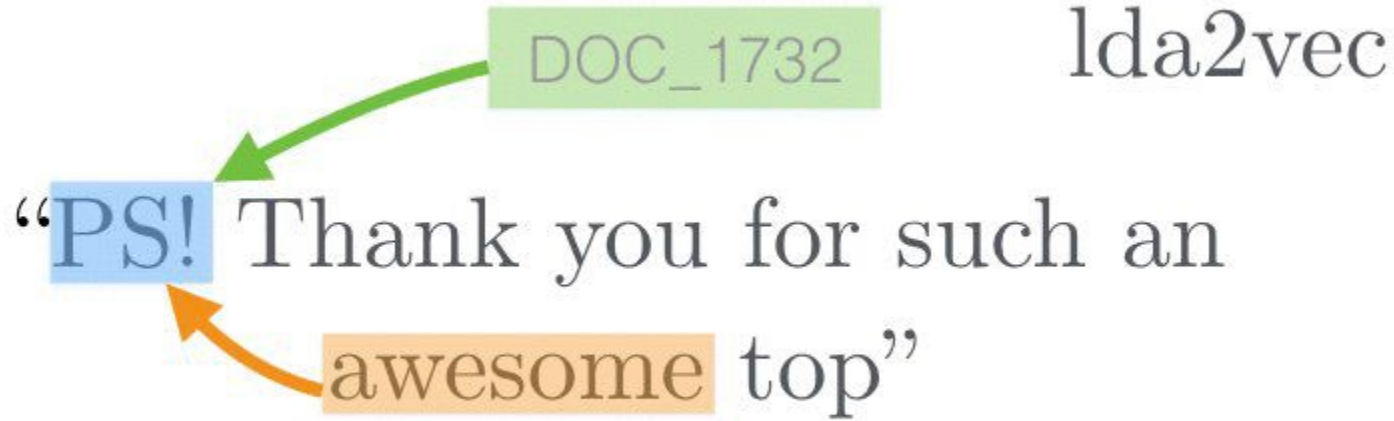 DOC_1732
lda2vec
“PS! Thank you for such an
awesome top”